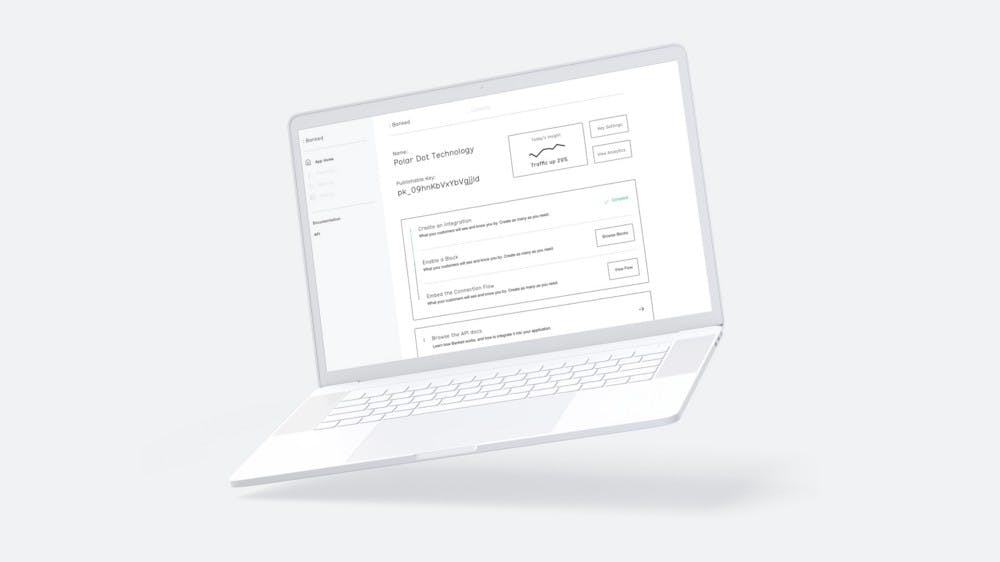 : Banked
App Home
Documentation
API
: Banked
Name:
Polar Dot Technology
Publishable Key:
pk_09hnKbVxYbVgjjld
Today's Insight
Traffic up 28%
Key Settings
View Analytics
Create an Integration
What your customers will see and know you by. Create as many as you need.
Enable a Block
What your customers will see and know you by. Create as many as you need.
Browse Blocks
Embed the Connection Flow
What your customers will see and know you by. Create as many as you need.
View Flow
Browse the API docs
Learn how Banked works, and how to integrate it into your application.